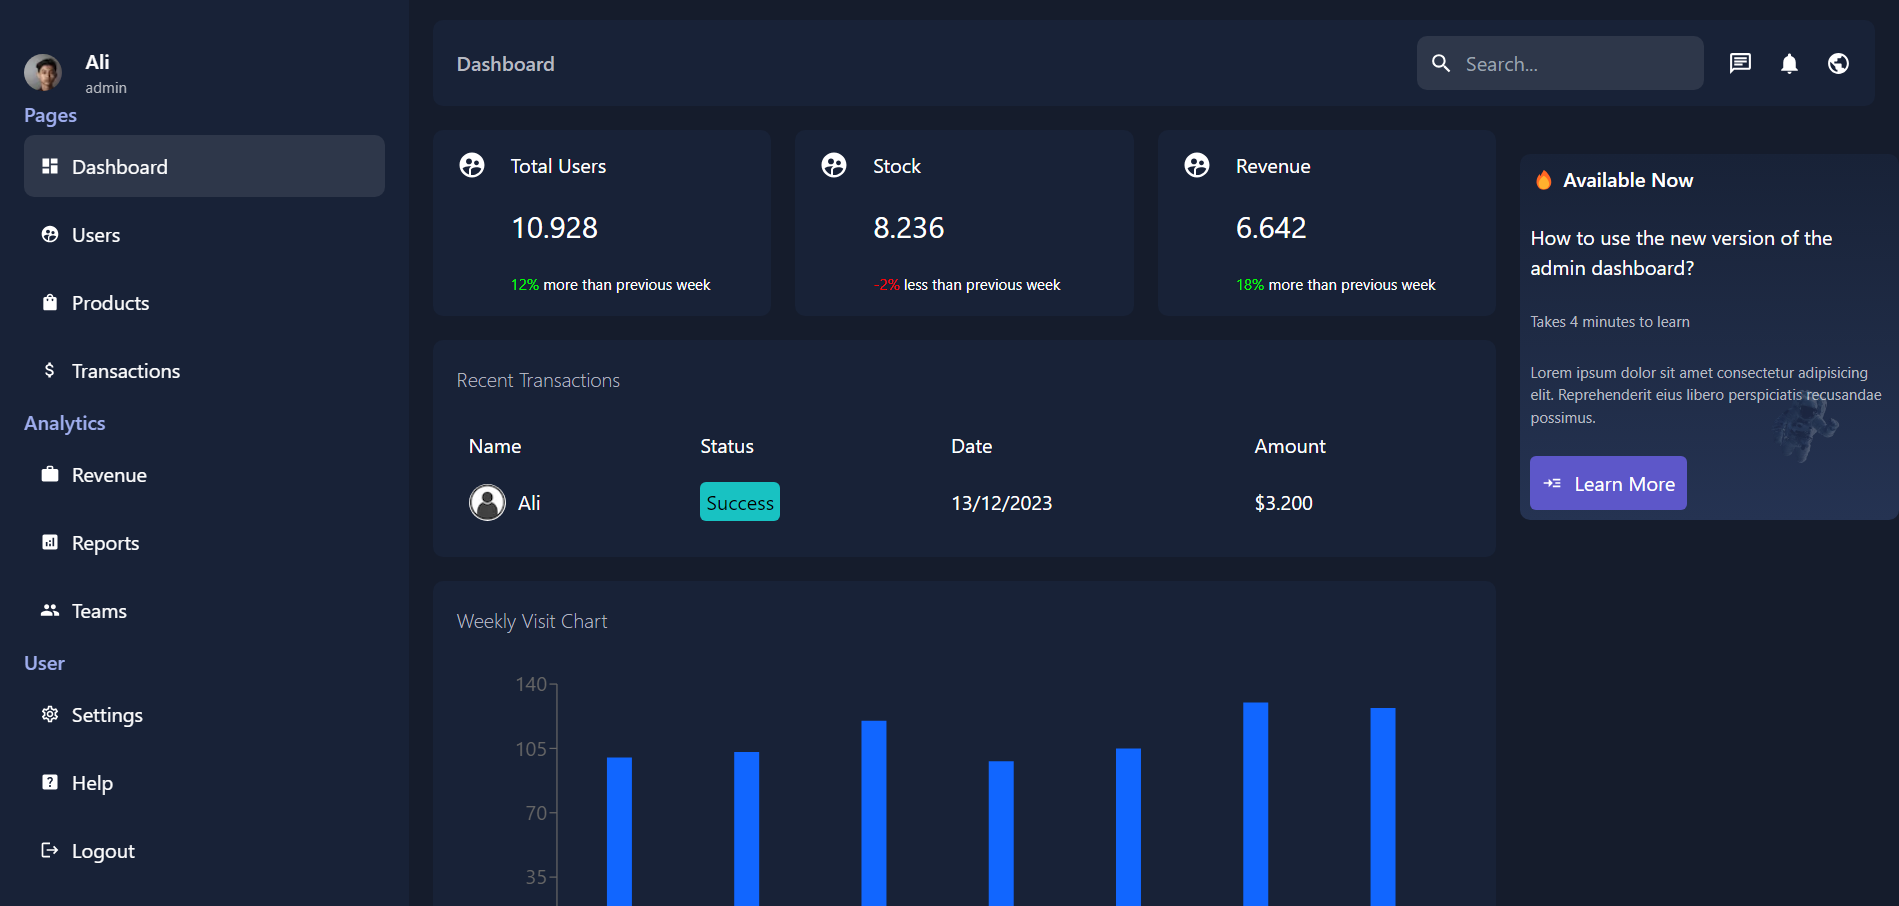 Ali
admin
Pages
Dashboard
Users
Products
Transactions
Analytics
Revenue
Reports
Teams
User
Settings
Help
Logout
Dashboard
Search...
Total Users
10.928
12% more than previous week
Stock
8.236
-2% less than previous week
Revenue
6.642
18% more than previous week
Recent Transactions
Name Status Date Amount
Ali Success 13/12/2023 $3.200
Weekly Visit Chart
140
105
70
35
Available Now
How to use the new version of the
admin dashboard?
Takes 4 minutes to learn
Lorem ipsum dolor sit amet consectetur adipisicing
elit. Reprehenderit eius libero perspiciatis recusandae
possimus.
Learn More